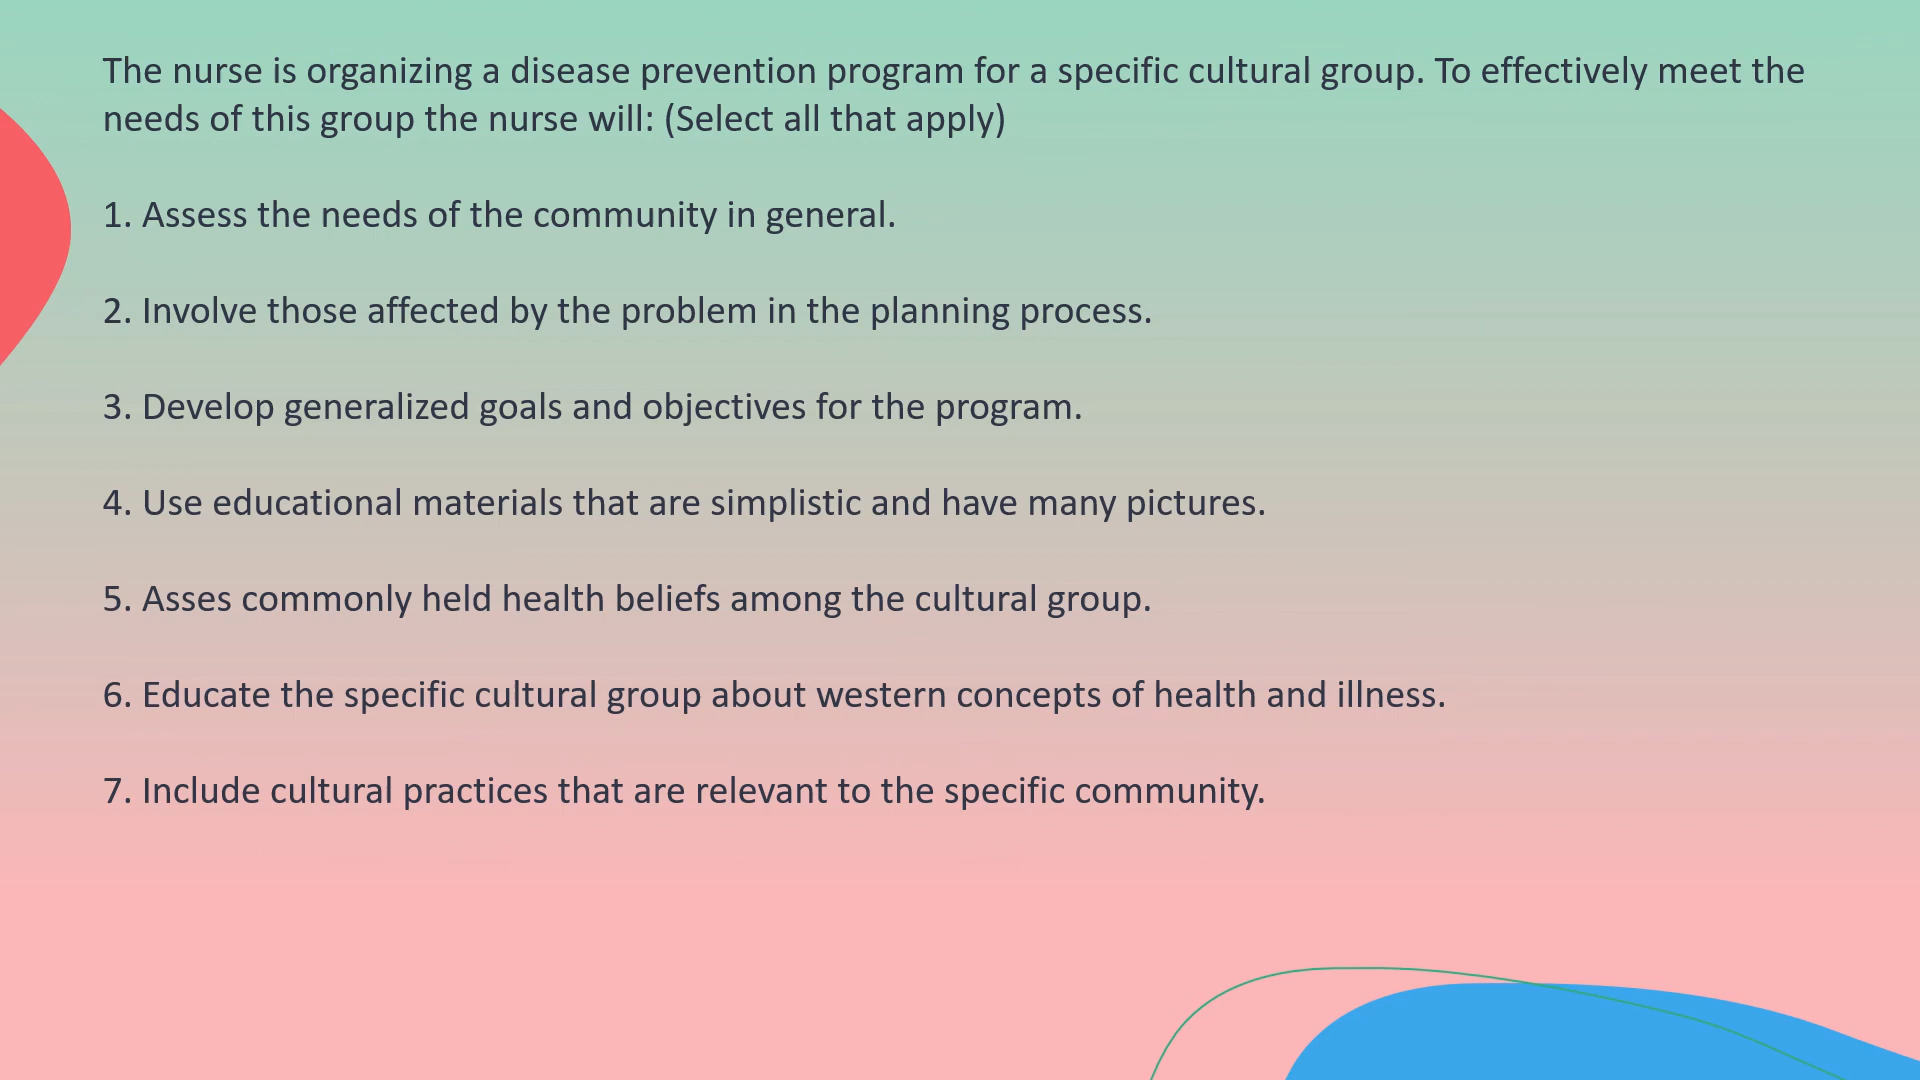 The nurse is organizing a disease prevention program for a specific cultural group. To effectively meet the
needs of this group the nurse will: (Select all that apply)
1. Assess the needs of the community in general.
2. Involve those affected by the problem in the planning process.
3. Develop generalized goals and objectives for the program.
4. Use educational materials that are simplistic and have many pictures.
5. Asses commonly held health beliefs among the cultural group.
6. Educate the specific cultural group about western concepts of health and illness.
7. Include cultural practices that are relevant to the specific community.